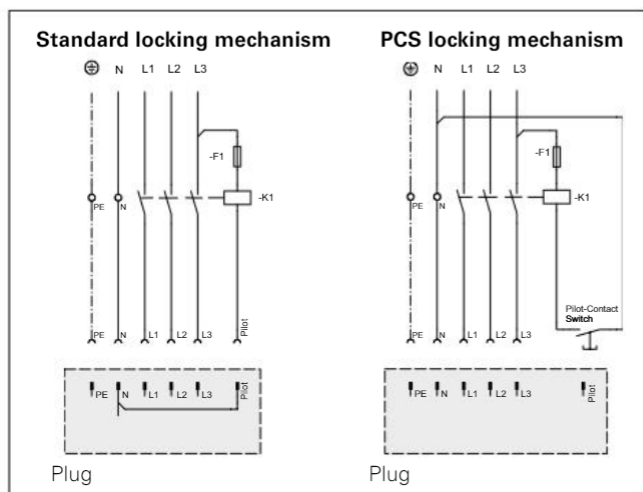 Standard locking mechanism
N L1 L2 L3
-F1
-K1
PE N
PE N L1 L2 L3 Pilot
PE N L1 L2 L3 Pilot
Plug
PCS locking mechanism
N L1 L2 L3
-F1
-K1
PE N
Pilot-Contact
Switch
PE N L1 L2 L3
PE N L1 L2 L3 Pilot
Plug